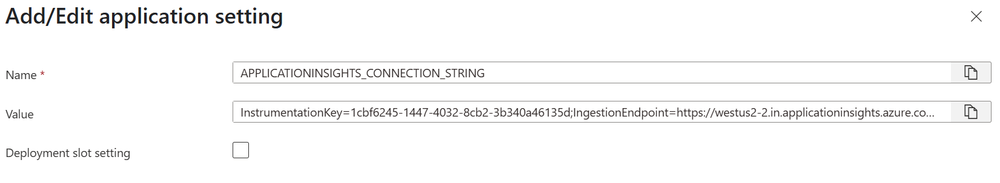 Add/Edit application setting
Name *
APPLICATIONINSIGHTS_CONNECTION_STRING
Value
InstrumentationKey=1cbf6245-1447-4032-8cb2-3b340a46135d;IngestionEndpoint=https://westus2-2.in.applicationinsights.azure.co...
Deployment slot setting